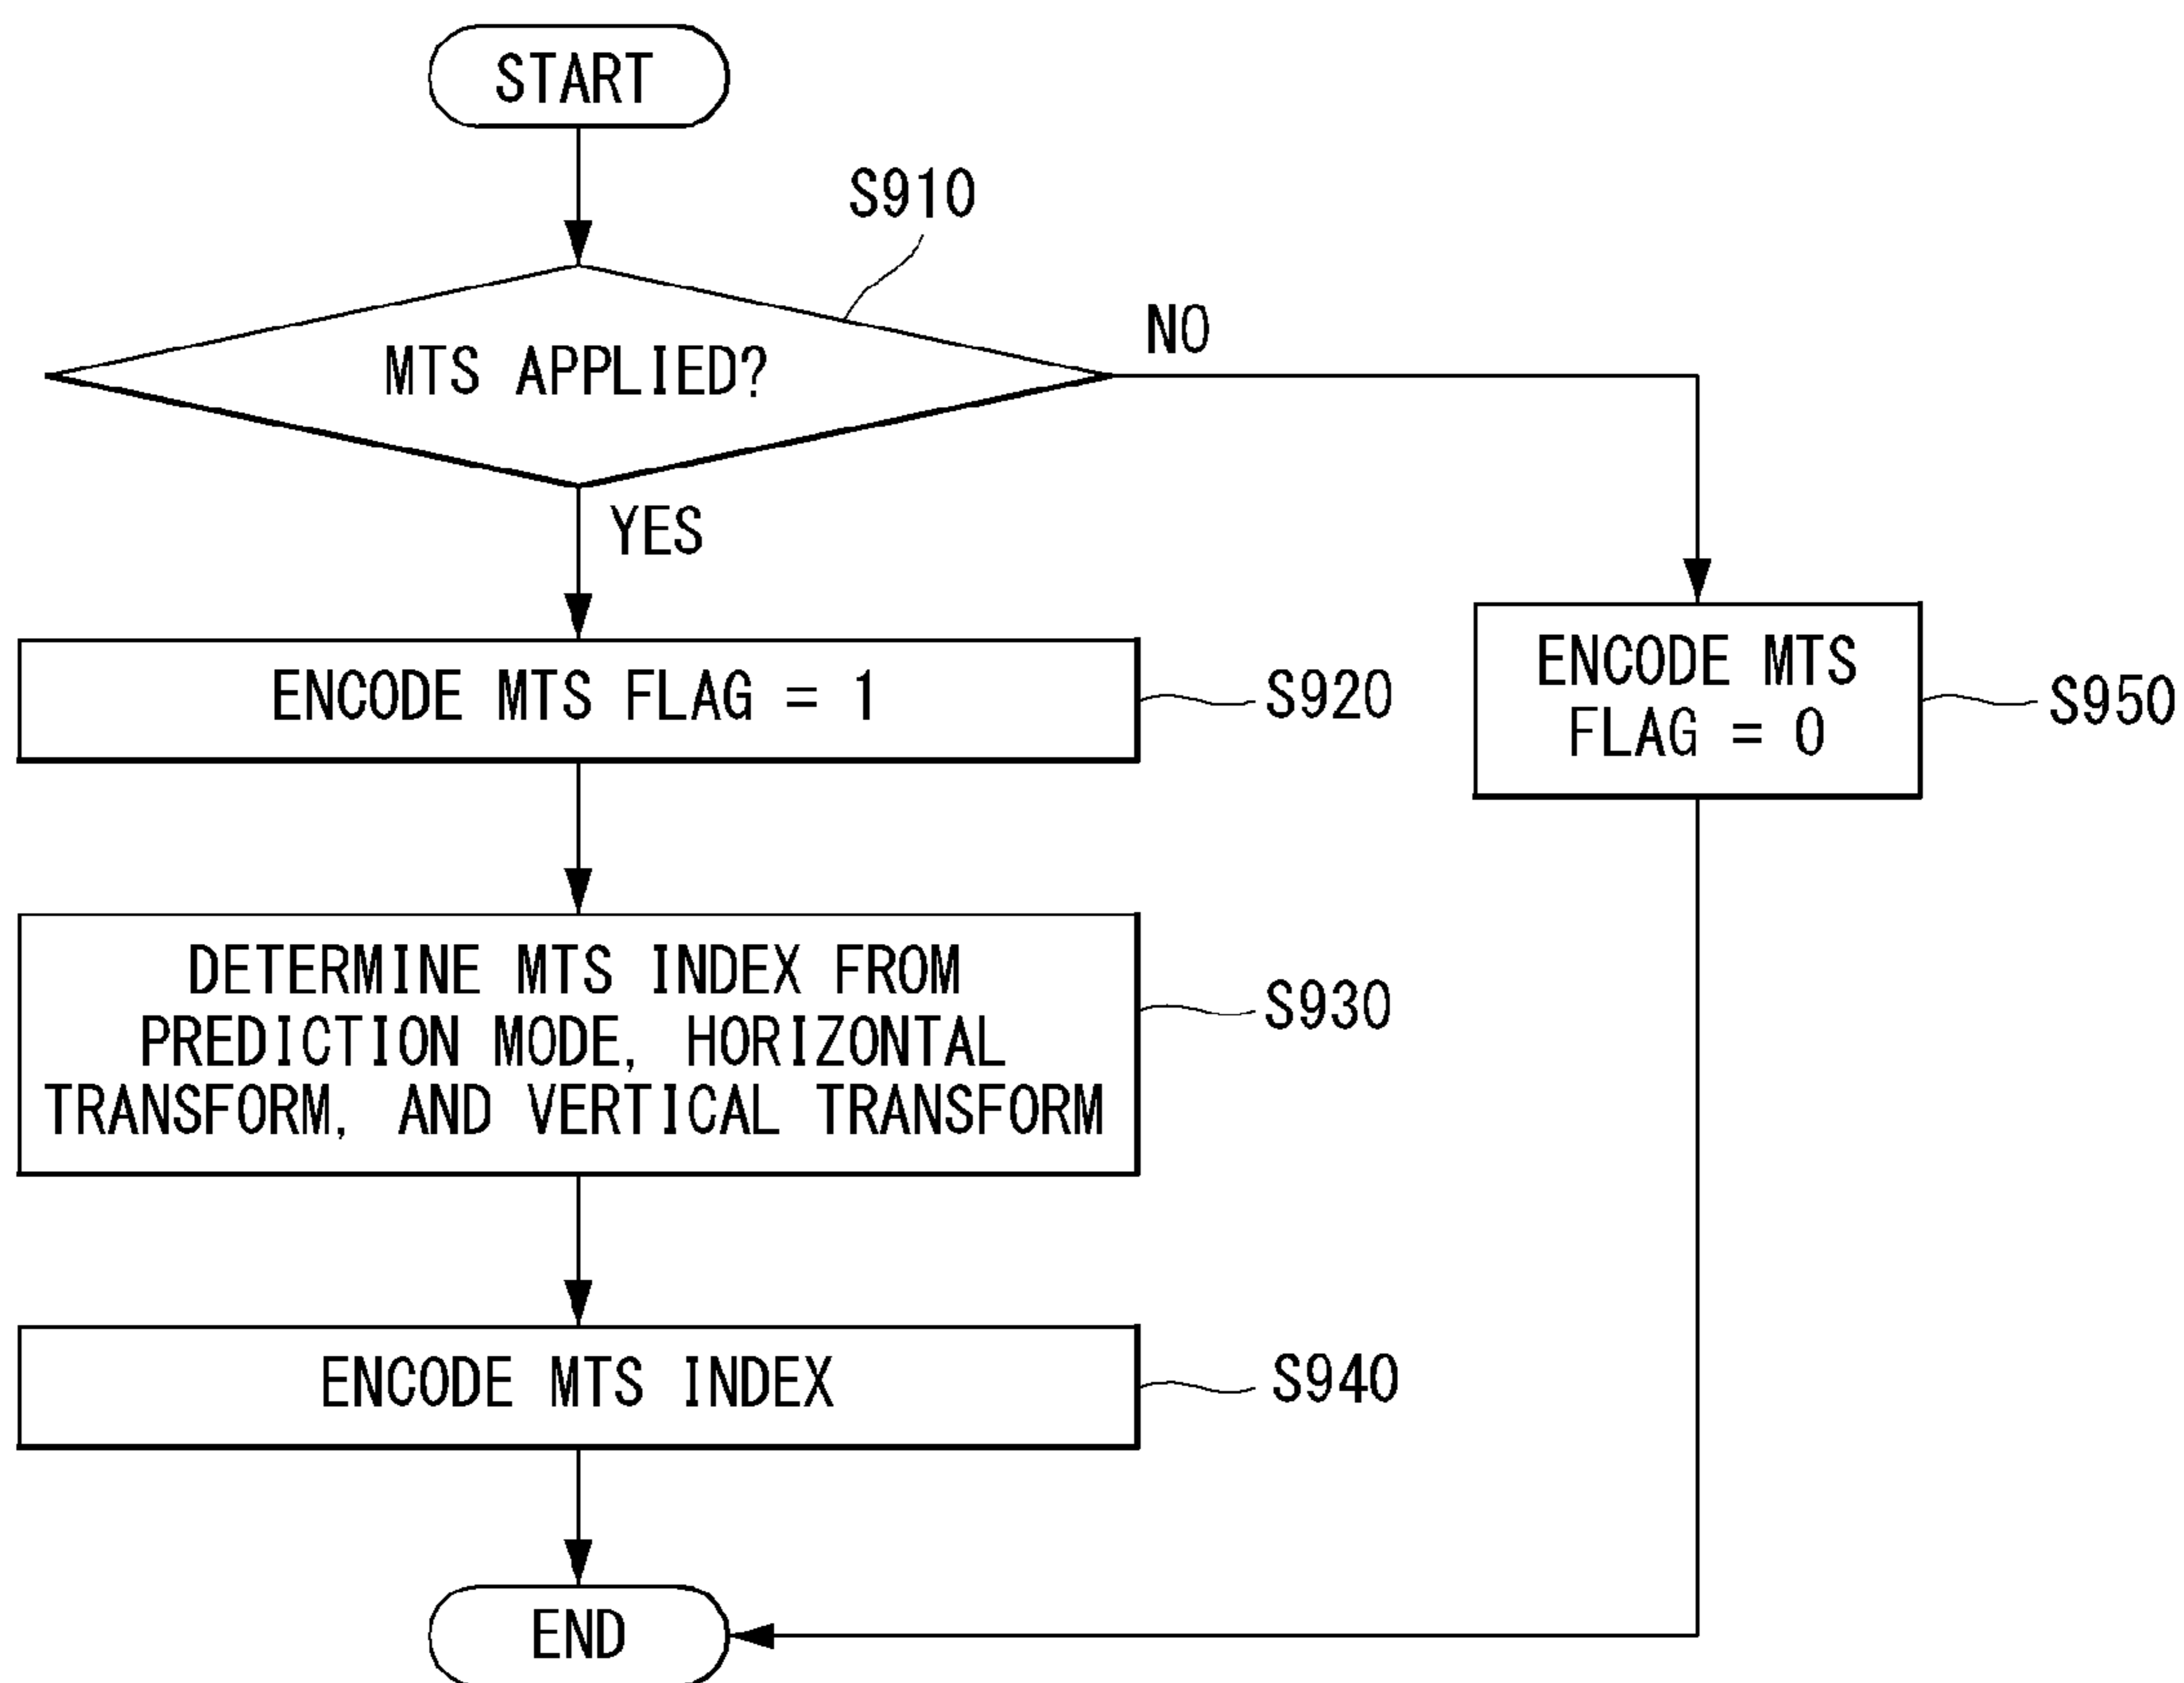 START
S910
MTS APPLIED?
NO
YES
ENCODE MTS FLAG = 1
S920
ENCODE MTS
FLAG = 0
S950
DETERMINE MTS INDEX FROM
PREDICTION MODE, HORIZONTAL
TRANSFORM, AND VERTICAL TRANSFORM
S930
ENCODE MTS INDEX
S940
END